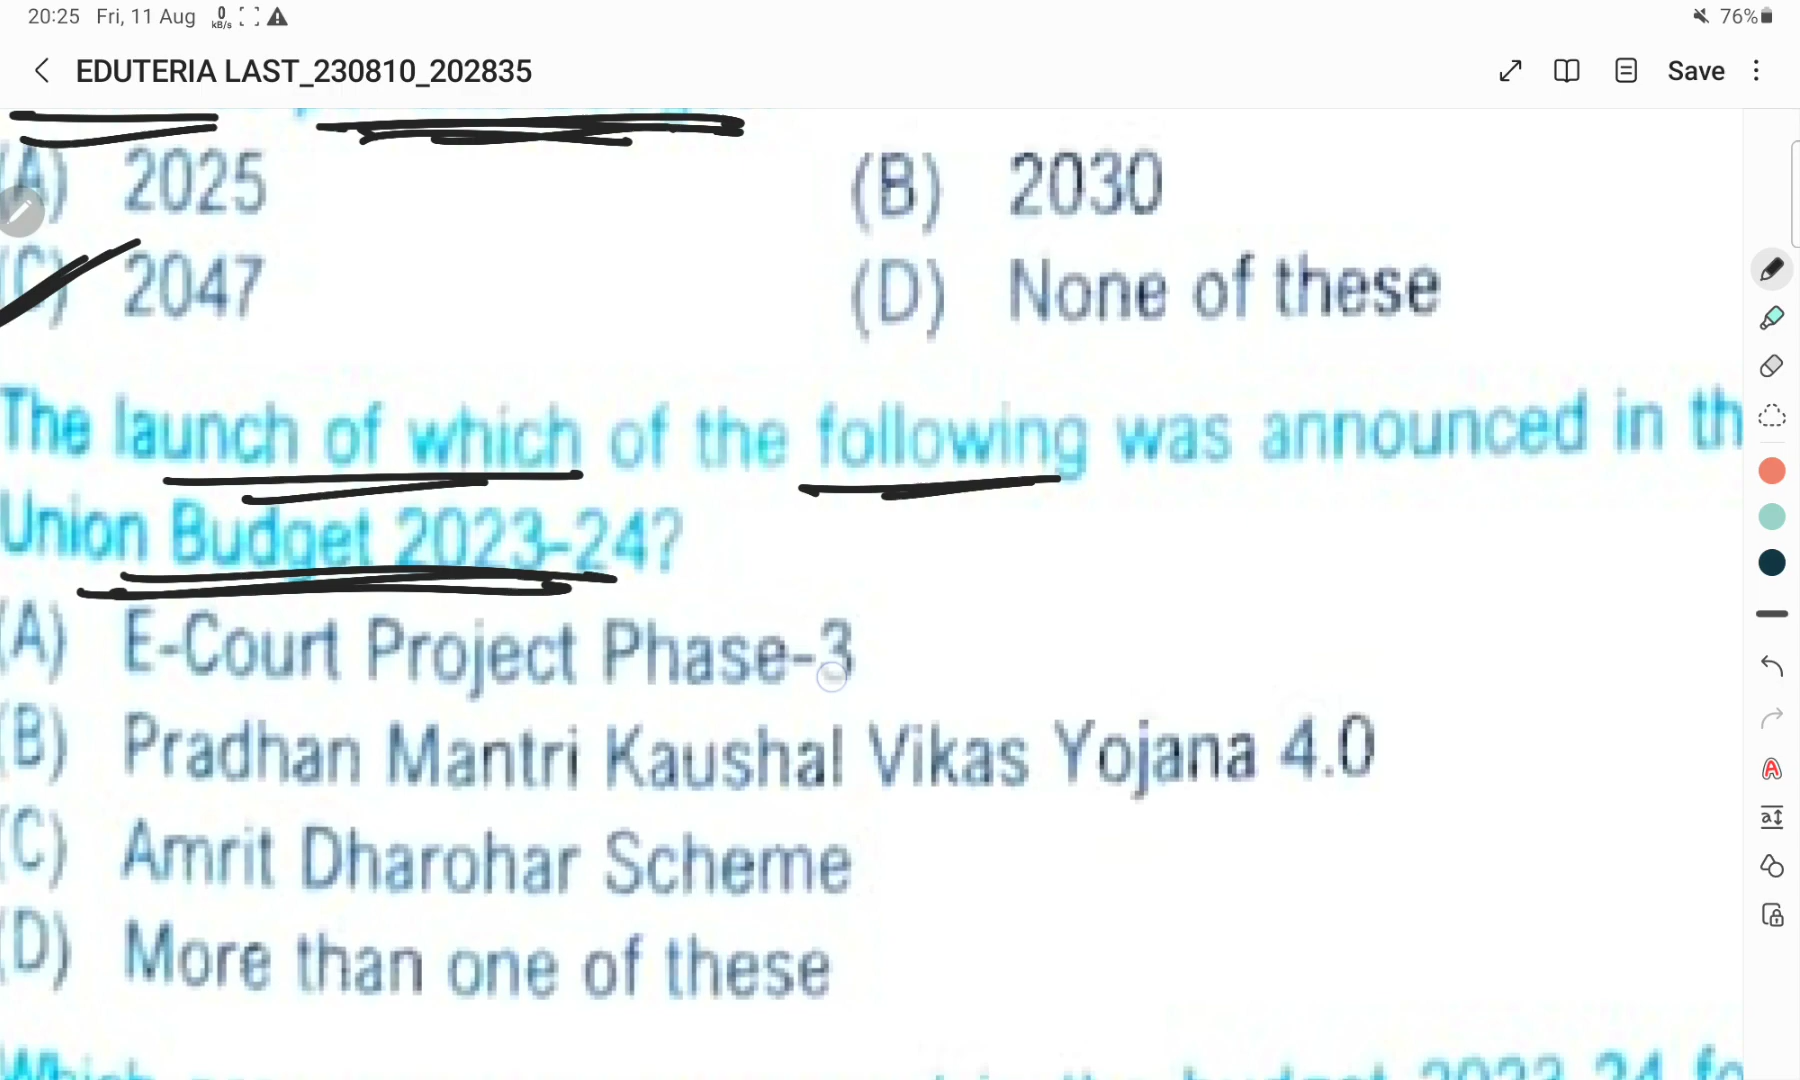 20:25 Fri, 11 Aug 0 kB/s 76%
EDUTERIA LAST_230810_202835 Save
(A) 2025 (B) 2030
(C) 2047 (D) None of these
The launch of which of the following was announced in th
Union Budget 2023-24?
(A) E-Court Project Phase-3
(B) Pradhan Mantri Kaushal Vikas Yojana 4.0
(C) Amrit Dharohar Scheme
(D) More than one of these